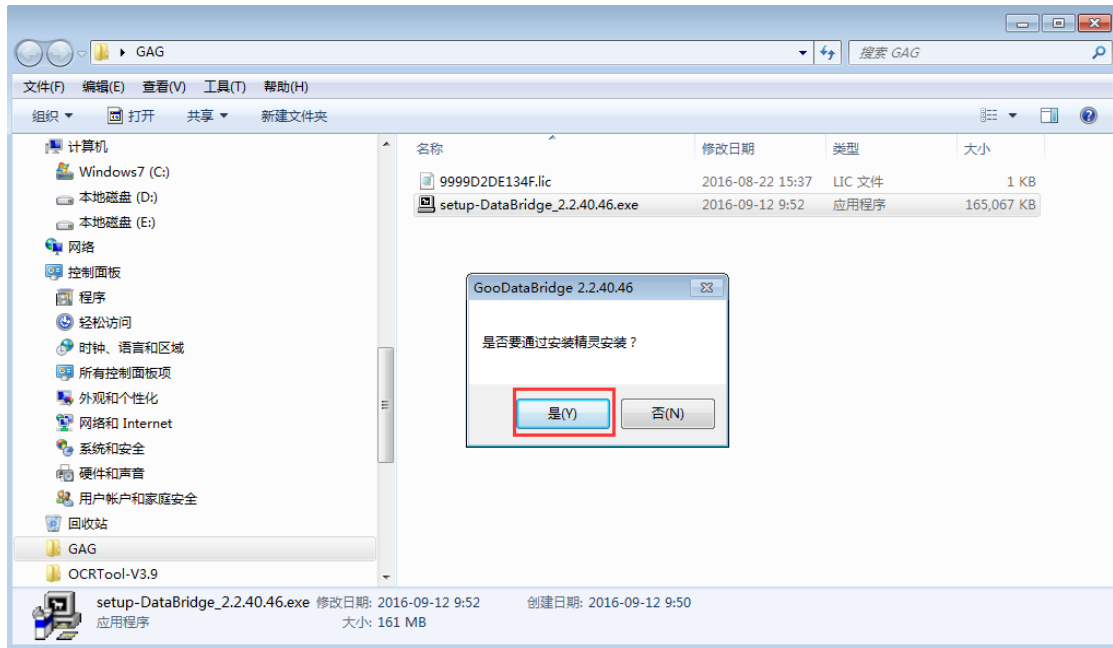 GAG
搜索 GAG
文件(F) 编辑(E) 查看(V) 工具(T) 帮助(H)
组织 打开 共享 新建文件夹
计算机
Windows7 (C:)
本地磁盘 (D:)
本地磁盘 (E:)
网络
控制面板
程序
轻松访问
时钟、语言和区域
所有控制面板项
外观和个性化
网络和 Internet
系统和安全
硬件和声音
用户帐户和家庭安全
回收站
GAG
OCRTool-V3.9
名称 修改日期 类型 大小
9999D2DE134F.lic 2016-08-22 15:37 LIC 文件 1 KB
setup-DataBridge_2.2.40.46.exe 2016-09-12 9:52 应用程序 165,067 KB
GooDataBridge 2.2.40.46
是否要通过安装精灵安装？
是(Y) 否(N)
setup-DataBridge_2.2.40.46.exe 修改日期: 2016-09-12 9:52 创建日期: 2016-09-12 9:50
应用程序 大小: 161 MB